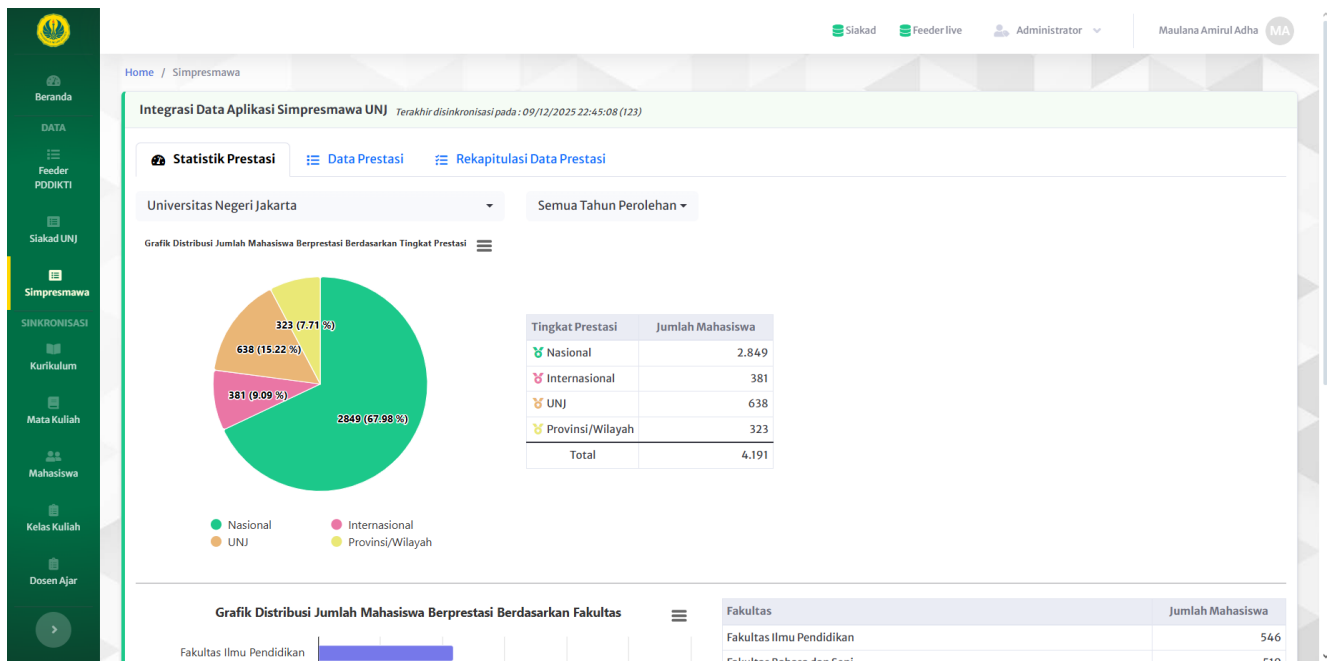 Siakad Feeder live Administrator Maulana Amirul Adha MA
Beranda
DATA
Feeder
PDDIKTI
Siakad UNJ
Simpresmawa
SINKRONISASI
Kurikulum
Mata Kuliah
Mahasiswa
Kelas Kuliah
Dosen Ajar
Home / Simpresmawa
Integrasi Data Aplikasi Simpresmawa UNJ Terakhir disinkronisasi pada : 09/12/2025 22:45:08 (123)
Statistik Prestasi Data Prestasi Rekapitulasi Data Prestasi
Universitas Negeri Jakarta Semua Tahun Perolehan
Grafik Distribusi Jumlah Mahasiswa Berprestasi Berdasarkan Tingkat Prestasi
323 (7.71 %)
638 (15.22 %)
381 (9.09 %)
2849 (67.98 %)
Nasional Internasional
UNJ Provinsi/Wilayah
Tingkat Prestasi Jumlah Mahasiswa
Nasional 2.849
Internasional 381
UNJ 638
Provinsi/Wilayah 323
Total 4.191
Grafik Distribusi Jumlah Mahasiswa Berprestasi Berdasarkan Fakultas
Fakultas Ilmu Pendidikan
Fakultas Jumlah Mahasiswa
Fakultas Ilmu Pendidikan 546
Fakultas Bahasa dan Seni